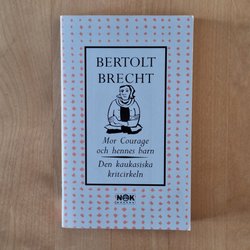 BERTOLT
BRECHT
Mor Courage
och hennes barn
Den kaukasiska
kritcirkeln
NoK